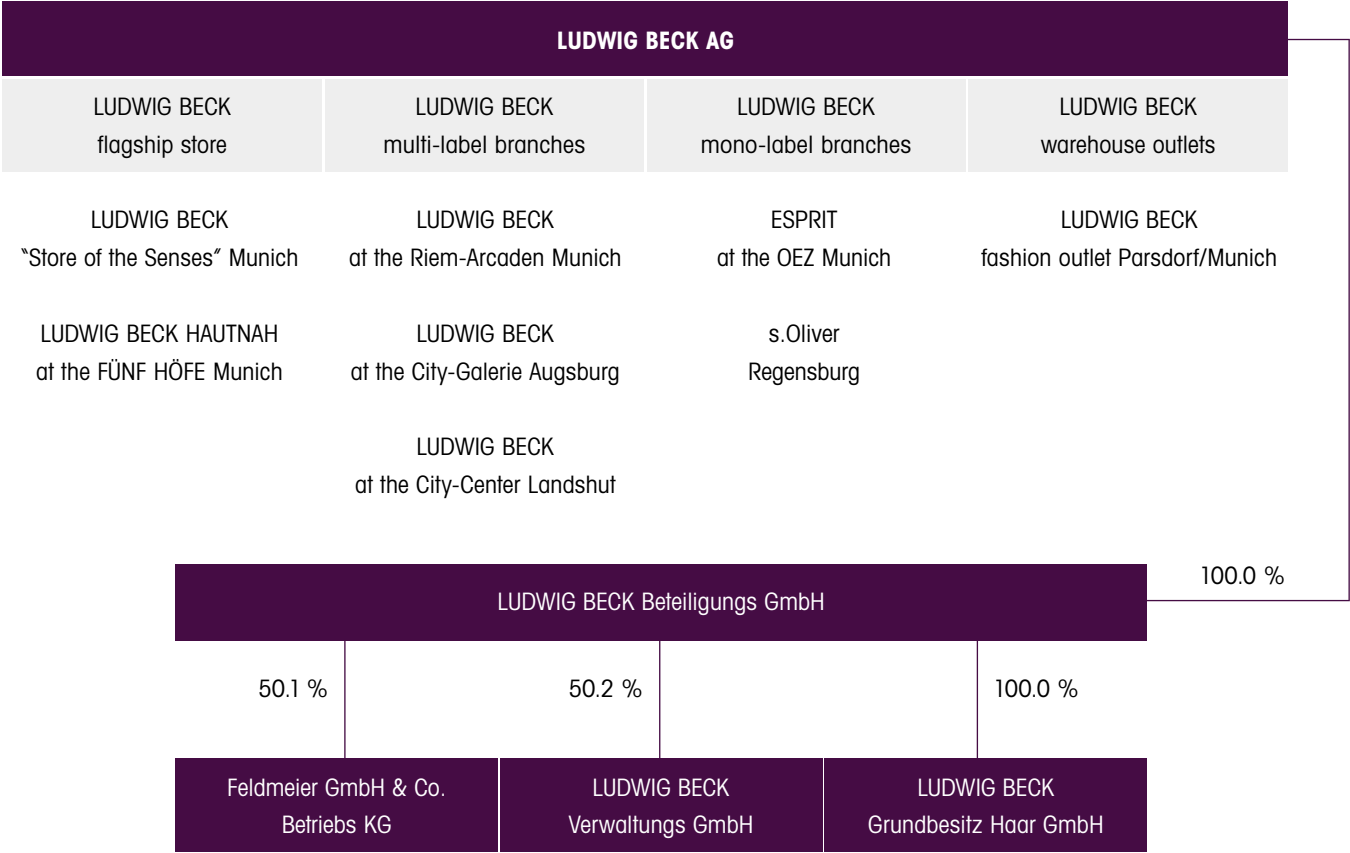 LUDWIG BECK AG
LUDWIG BECK
flagship store
LUDWIG BECK
multi-label branches
LUDWIG BECK
mono-label branches
LUDWIG BECK
warehouse outlets
LUDWIG BECK
“Store of the Senses” Munich
LUDWIG BECK HAUTNAH
at the FÜNF HÖFE Munich
LUDWIG BECK
at the Riem-Arcaden Munich
LUDWIG BECK
at the City-Galerie Augsburg
LUDWIG BECK
at the City-Center Landshut
ESPRIT
at the OEZ Munich
s.Oliver
Regensburg
LUDWIG BECK
fashion outlet Parsdorf/Munich
100.0 %
LUDWIG BECK Beteiligungs GmbH
50.1 %
50.2 %
100.0 %
Feldmeier GmbH & Co.
Betriebs KG
LUDWIG BECK
Verwaltungs GmbH
LUDWIG BECK
Grundbesitz Haar GmbH